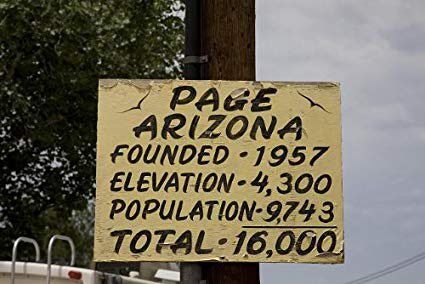 PAGE
ARIZONA
FOUNDED - 1957
ELEVATION - 4,300
POPULATION - 9,743
TOTAL - 16,000